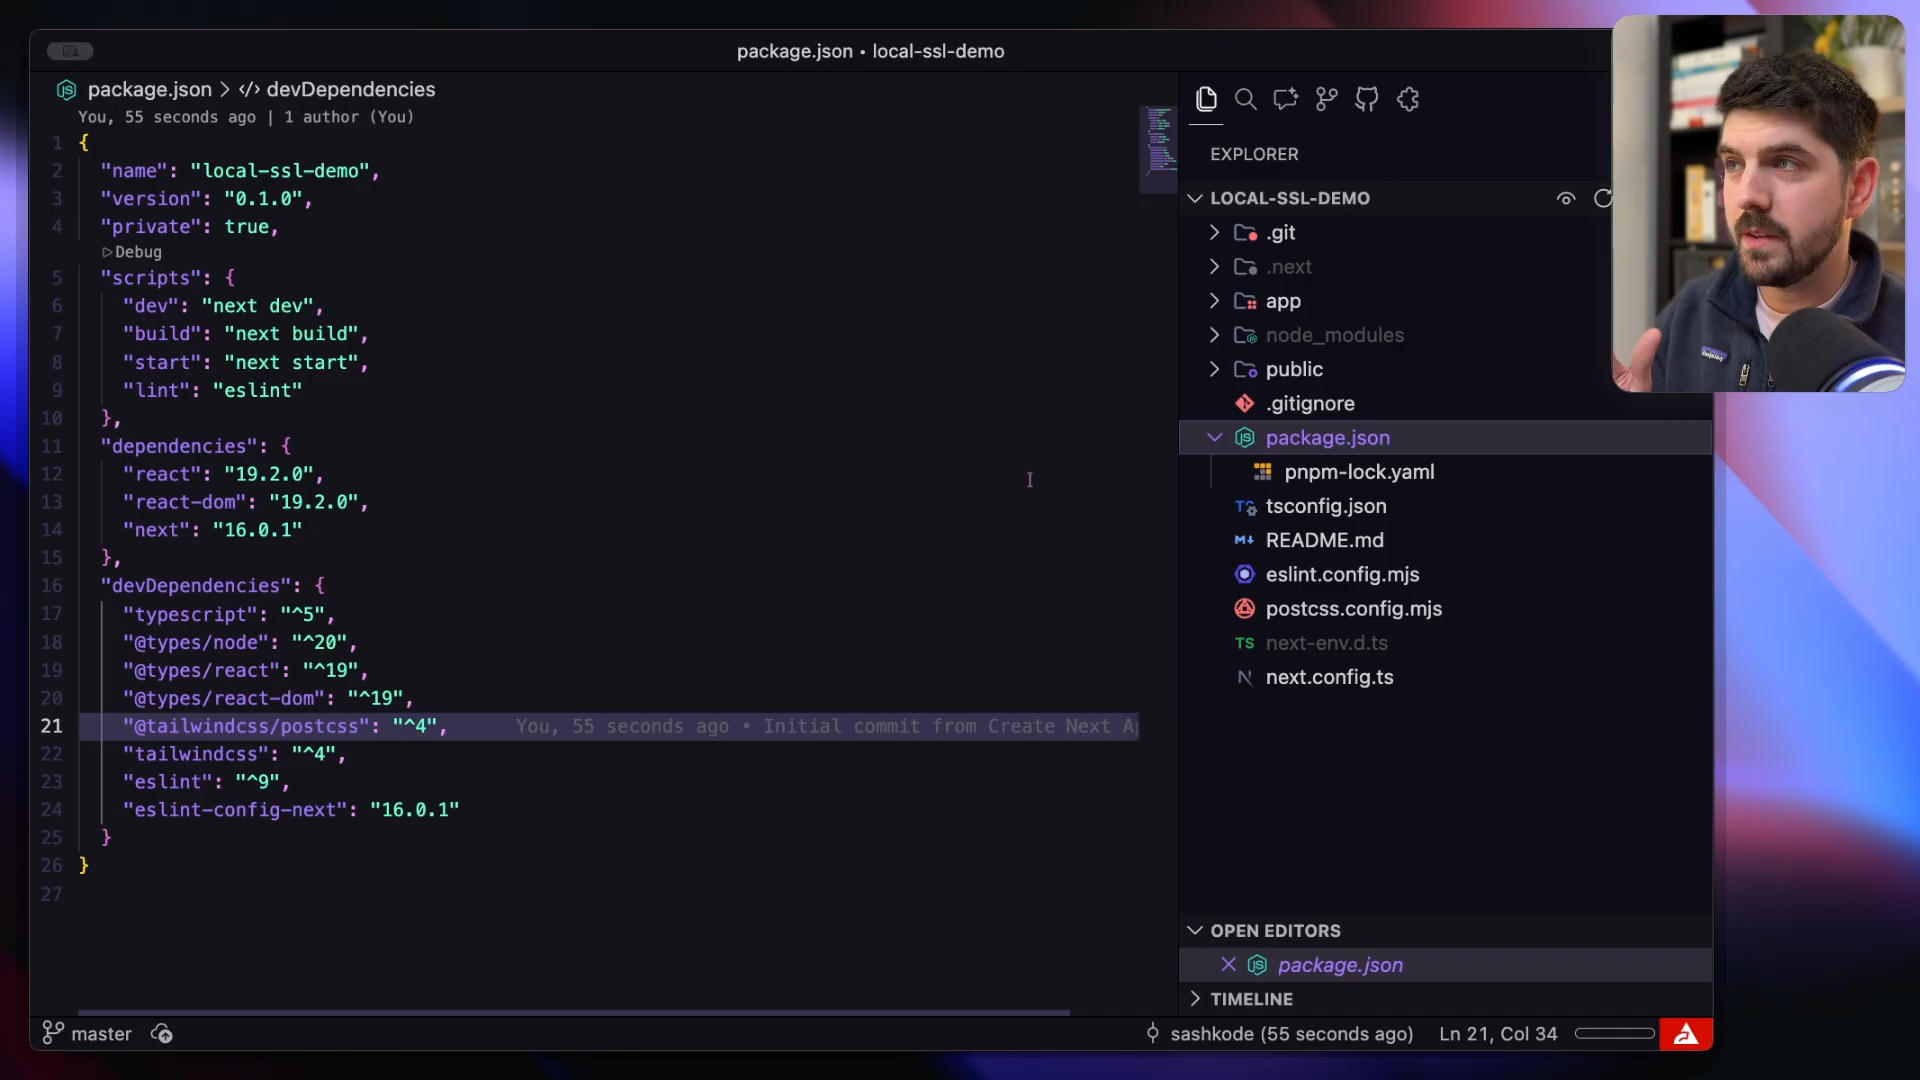 package.json • local-ssl-demo
package.json > </> devDependencies
You, 55 seconds ago | 1 author (You)
1 {
2 "name": "local-ssl-demo",
3 "version": "0.1.0",
4 "private": true,
▷Debug
5 "scripts": {
6 "dev": "next dev",
7 "build": "next build",
8 "start": "next start",
9 "lint": "eslint"
10 },
11 "dependencies": {
12 "react": "19.2.0",
13 "react-dom": "19.2.0",
14 "next": "16.0.1"
15 },
16 "devDependencies": {
17 "typescript": "^5",
18 "@types/node": "^20",
19 "@types/react": "^19",
20 "@types/react-dom": "^19",
21 "@tailwindcss/postcss": "^4", You, 55 seconds ago • Initial commit from Create Next Ap
22 "tailwindcss": "^4",
23 "eslint": "^9",
24 "eslint-config-next": "16.0.1"
25 }
26 }
27
EXPLORER
LOCAL-SSL-DEMO
.git
.next
app
node_modules
public
.gitignore
package.json
pnpm-lock.yaml
tsconfig.json
README.md
eslint.config.mjs
postcss.config.mjs
TS next-env.d.ts
next.config.ts
OPEN EDITORS
package.json
TIMELINE
master
sashkode (55 seconds ago) Ln 21, Col 34
patagonia